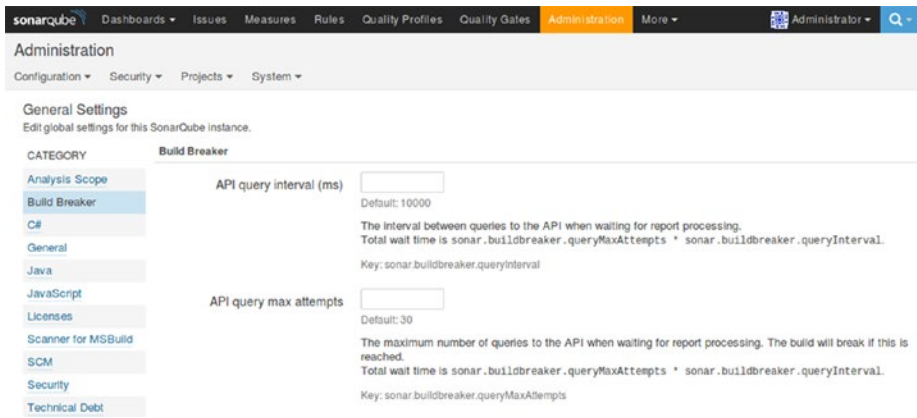 sonarqube Dashboards Issues Measures Rules Quality Profiles Quality Gates Administration More Administrator
Administration
Configuration Security Projects System
General Settings
Edit global settings for this SonarQube instance.
CATEGORY
Analysis Scope
Build Breaker
C#
General
Java
JavaScript
Licenses
Scanner for MSBuild
SCM
Security
Technical Debt
Build Breaker
API query interval (ms)
Default: 10000
The interval between queries to the API when waiting for report processing.
Total wait time is sonar.buildbreaker.queryMaxAttempts * sonar.buildbreaker.queryInterval.
Key: sonar.buildbreaker.queryInterval
API query max attempts
Default: 30
The maximum number of queries to the API when waiting for report processing. The build will break if this is
reached.
Total wait time is sonar.buildbreaker.queryMaxAttempts * sonar.buildbreaker.queryInterval.
Key: sonar.buildbreaker.queryMaxAttempts